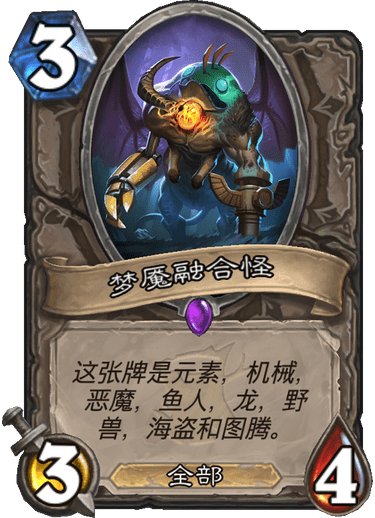 3
梦魇融合怪
这张牌是元素，机械，
恶魔，鱼人，龙，野
兽，海盗和图腾。
3
全部
4